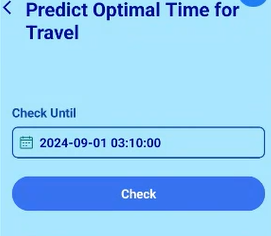 Predict Optimal Time for
Travel
Check Until
2024-09-01 03:10:00
Check